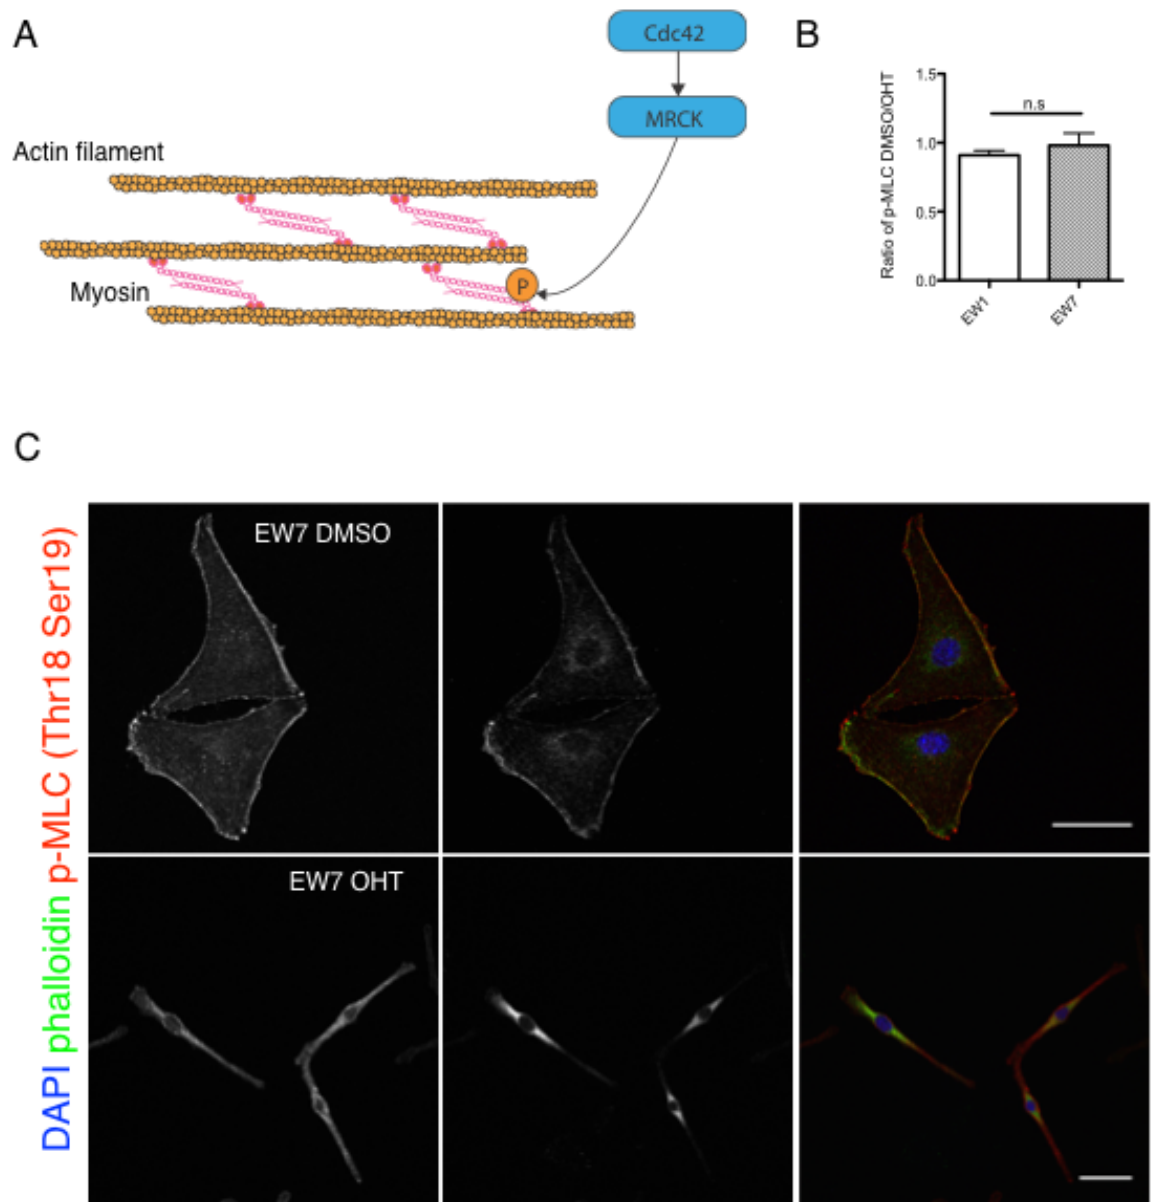 A
Cdc42
MRCK
Actin filament
Myosin
P
B
Ratio of p-MLC DMSO/OHT
1.5
1.0
0.5
0.0
n.s
EW1
EW7
C
DAPI phalloidin p-MLC (Thr18 Ser19)
EW7 DMSO
EW7 OHT